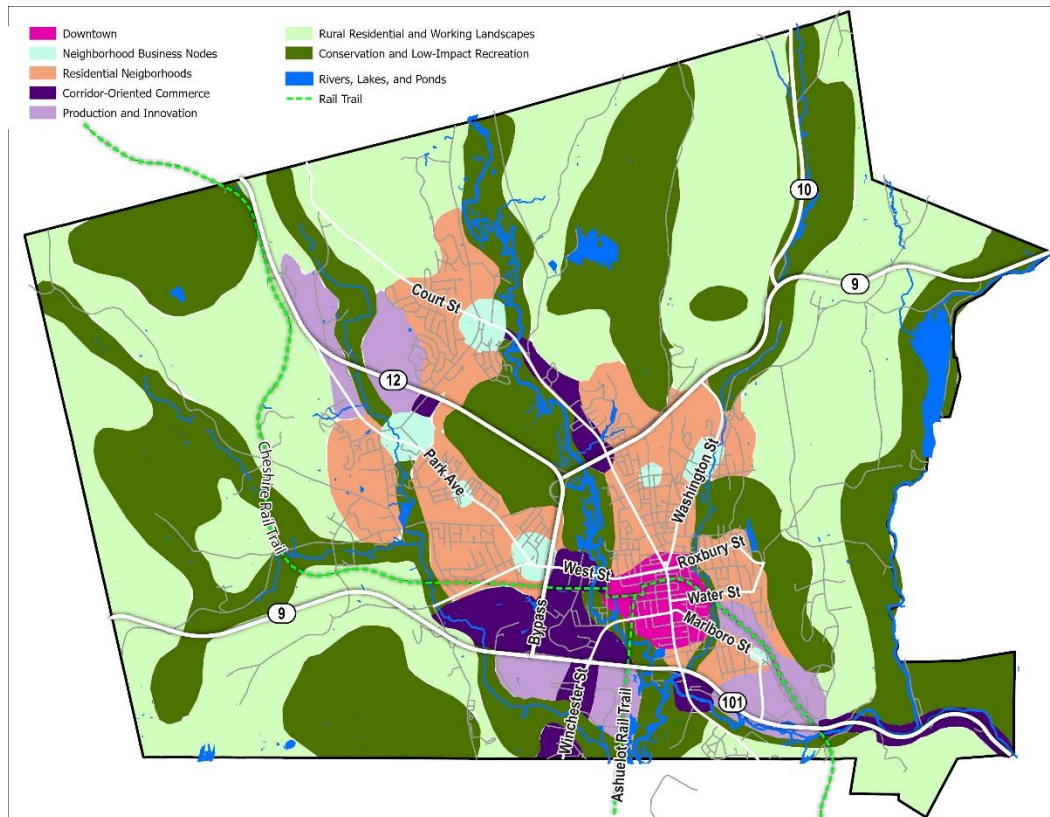 Downtown
Neighborhood Business Nodes
Residential Neigborhoods
Corridor-Oriented Commerce
Production and Innovation
Rural Residential and Working Landscapes
Conservation and Low-Impact Recreation
Rivers, Lakes, and Ponds
Rail Trail
10
9
Court St
12
Park Ave
Washington St
Cheshire Rail Trail
West St
Roxbury St
Water St
Marlboro St
9
Bypass
Winchester St
Ashuelot Rail Trail
101